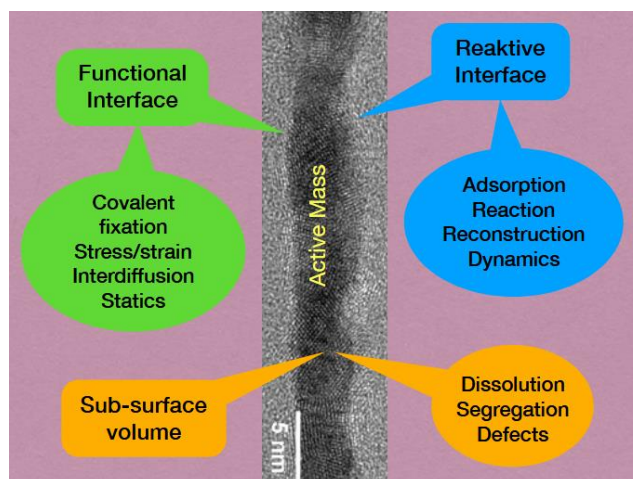 Functional
Interface
Reaktive
Interface
Covalent
fixation
Stress/strain
Interdiffusion
Statics
Active Mass
Adsorption
Reaction
Reconstruction
Dynamics
Sub-surface
volume
Dissolution
Segregation
Defects
5 nm